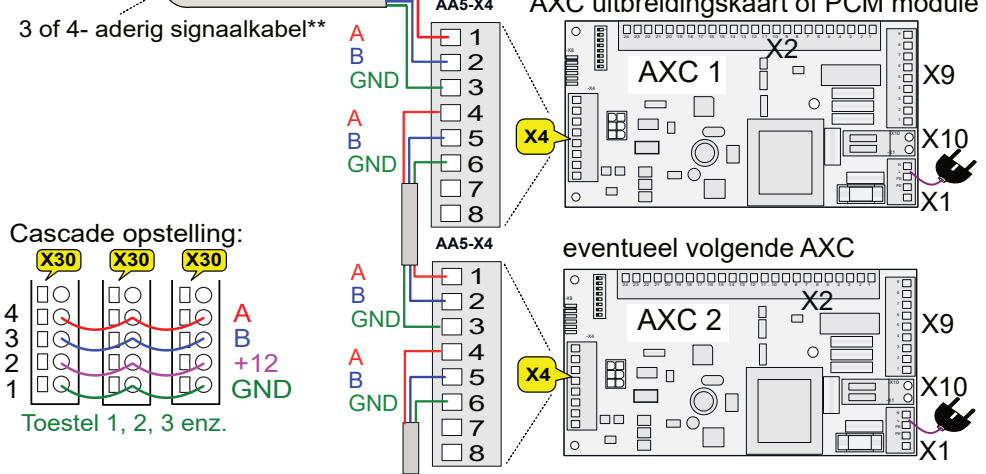 AA5-X4
AXC uitbreidingskaart of PCM module
3 of 4- aderig signaalkabel**
A
B
GND
A
B
GND
1
2
3
4
5
6
7
8
X4
AXC 1
X2
X9
X10
X1
Cascade opstelling:
X30 X30 X30
4 A
3 B
2 +12
1 GND
Toestel 1, 2, 3 enz.
AA5-X4
eventueel volgende AXC
A
B
GND
A
B
GND
1
2
3
4
5
6
7
8
X4
AXC 2
X2
X9
X10
X1